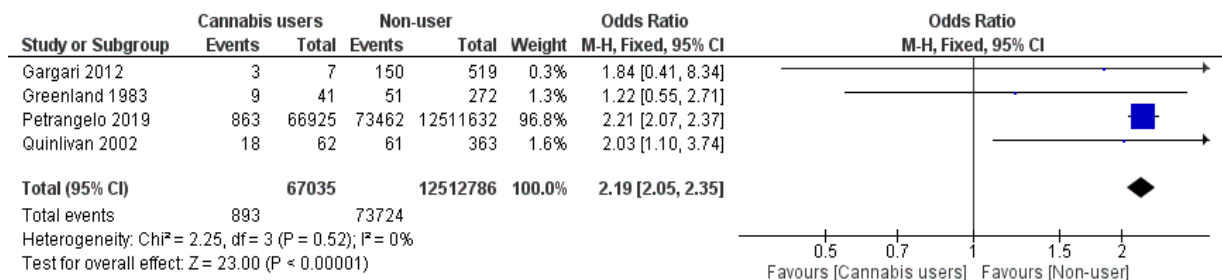 Cannabis users Non-user Odds Ratio Odds Ratio
Study or Subgroup Events Total Events Total Weight M-H, Fixed, 95% CI M-H, Fixed, 95% CI
Gargari 2012 3 7 150 519 0.3% 1.84 [0.41, 8.34]
Greenland 1983 9 41 51 272 1.3% 1.22 [0.55, 2.71]
Petrangelo 2019 863 66925 73462 12511632 96.8% 2.21 [2.07, 2.37]
Quinlivan 2002 18 62 61 363 1.6% 2.03 [1.10, 3.74]
Total (95% CI) 67035 12512786 100.0% 2.19 [2.05, 2.35]
Total events 893 73724
Heterogeneity: Chi² = 2.25, df = 3 (P = 0.52); I² = 0%
Test for overall effect: Z = 23.00 (P < 0.00001)
0.5 0.7 1 1.5 2
Favours [Cannabis users] Favours [Non-user]